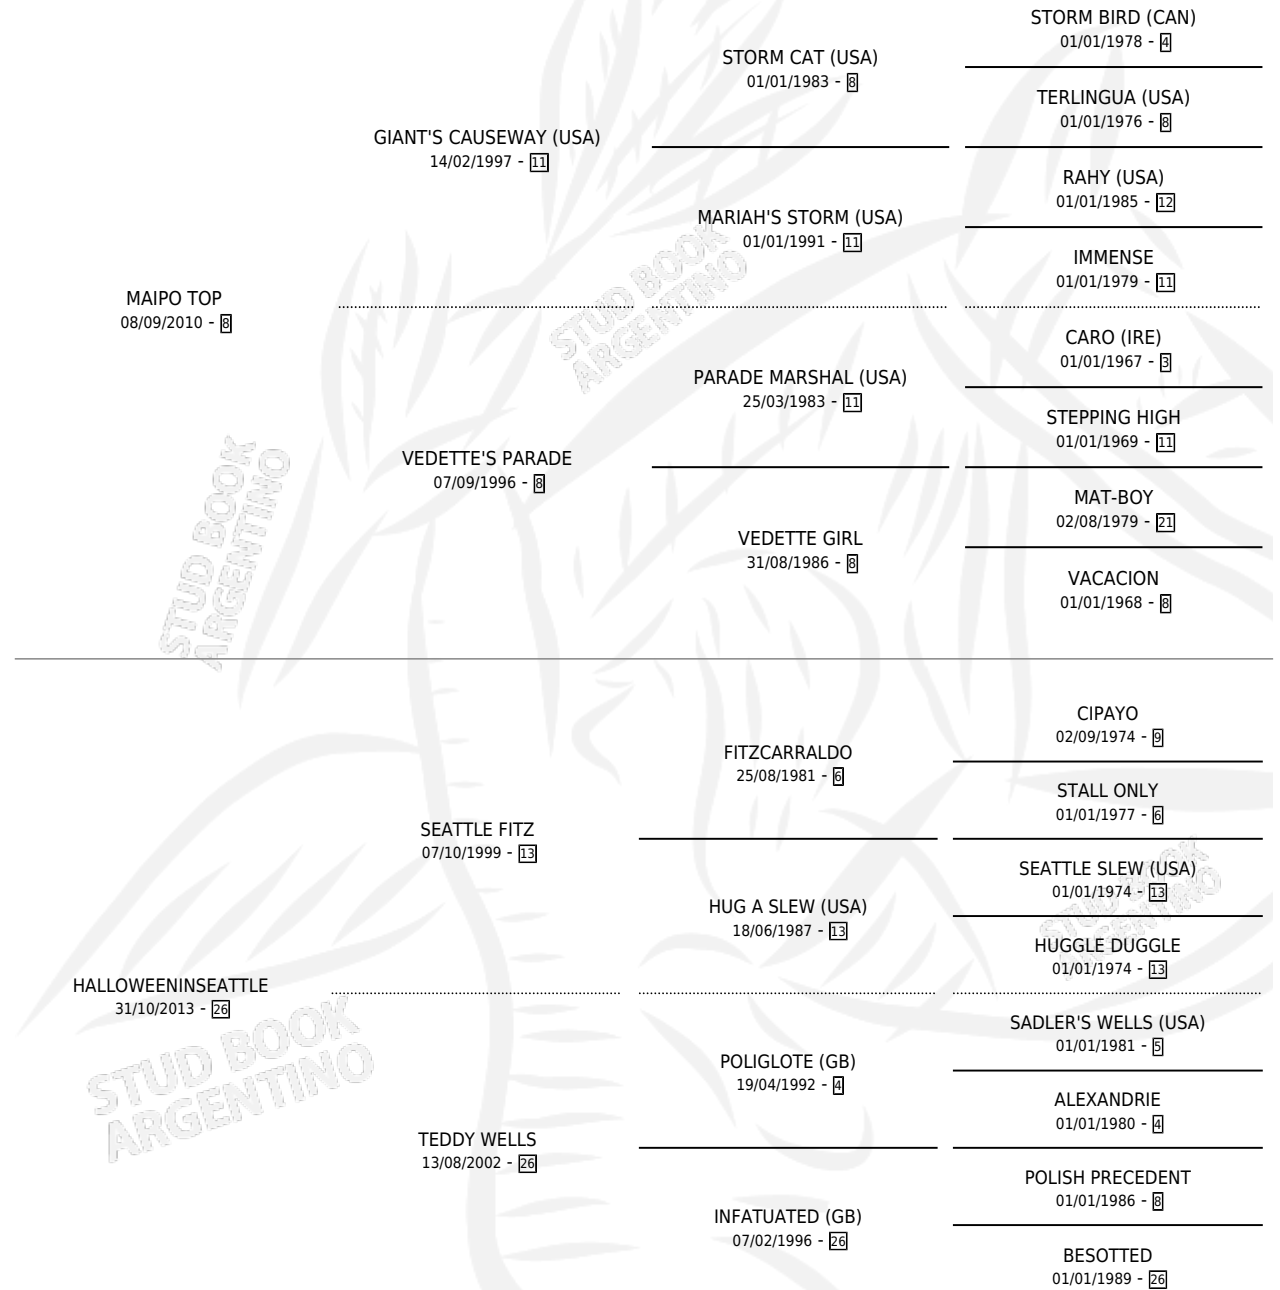 STORM BIRD (CAN)
01/01/1978 - 4
STORM CAT (USA)
01/01/1983 - 8
TERLINGUA (USA)
01/01/1976 - 8
GIANT'S CAUSEWAY (USA)
14/02/1997 - 11
RAHY (USA)
01/01/1985 - 12
MARIAH'S STORM (USA)
01/01/1991 - 11
IMMENSE
01/01/1979 - 11
MAIPO TOP
08/09/2010 - 8
CARO (IRE)
01/01/1967 - 3
PARADE MARSHAL (USA)
25/03/1983 - 11
STEPPING HIGH
01/01/1969 - 11
VEDETTE'S PARADE
07/09/1996 - 8
MAT-BOY
02/08/1979 - 21
VEDETTE GIRL
31/08/1986 - 8
VACACION
01/01/1968 - 8
CIPAYO
02/09/1974 - 9
FITZCARRALDO
25/08/1981 - 6
STALL ONLY
01/01/1977 - 6
SEATTLE FITZ
07/10/1999 - 13
SEATTLE SLEW (USA)
01/01/1974 - 13
HUG A SLEW (USA)
18/06/1987 - 13
HUGGLE DUGGLE
01/01/1974 - 13
HALLOWEENINSEATTLE
31/10/2013 - 26
SADLER'S WELLS (USA)
01/01/1981 - 5
POLIGLOTE (GB)
19/04/1992 - 4
ALEXANDRIE
01/01/1980 - 4
TEDDY WELLS
13/08/2002 - 26
POLISH PRECEDENT
01/01/1986 - 8
INFATUATED (GB)
07/02/1996 - 26
BESOTTED
01/01/1989 - 26
STUD BOOK
ARGENTINO
STUD BOOK
ARGENTINO
STUD BOOK
ARGENTINO
STUD BOOK
ARGENTINO